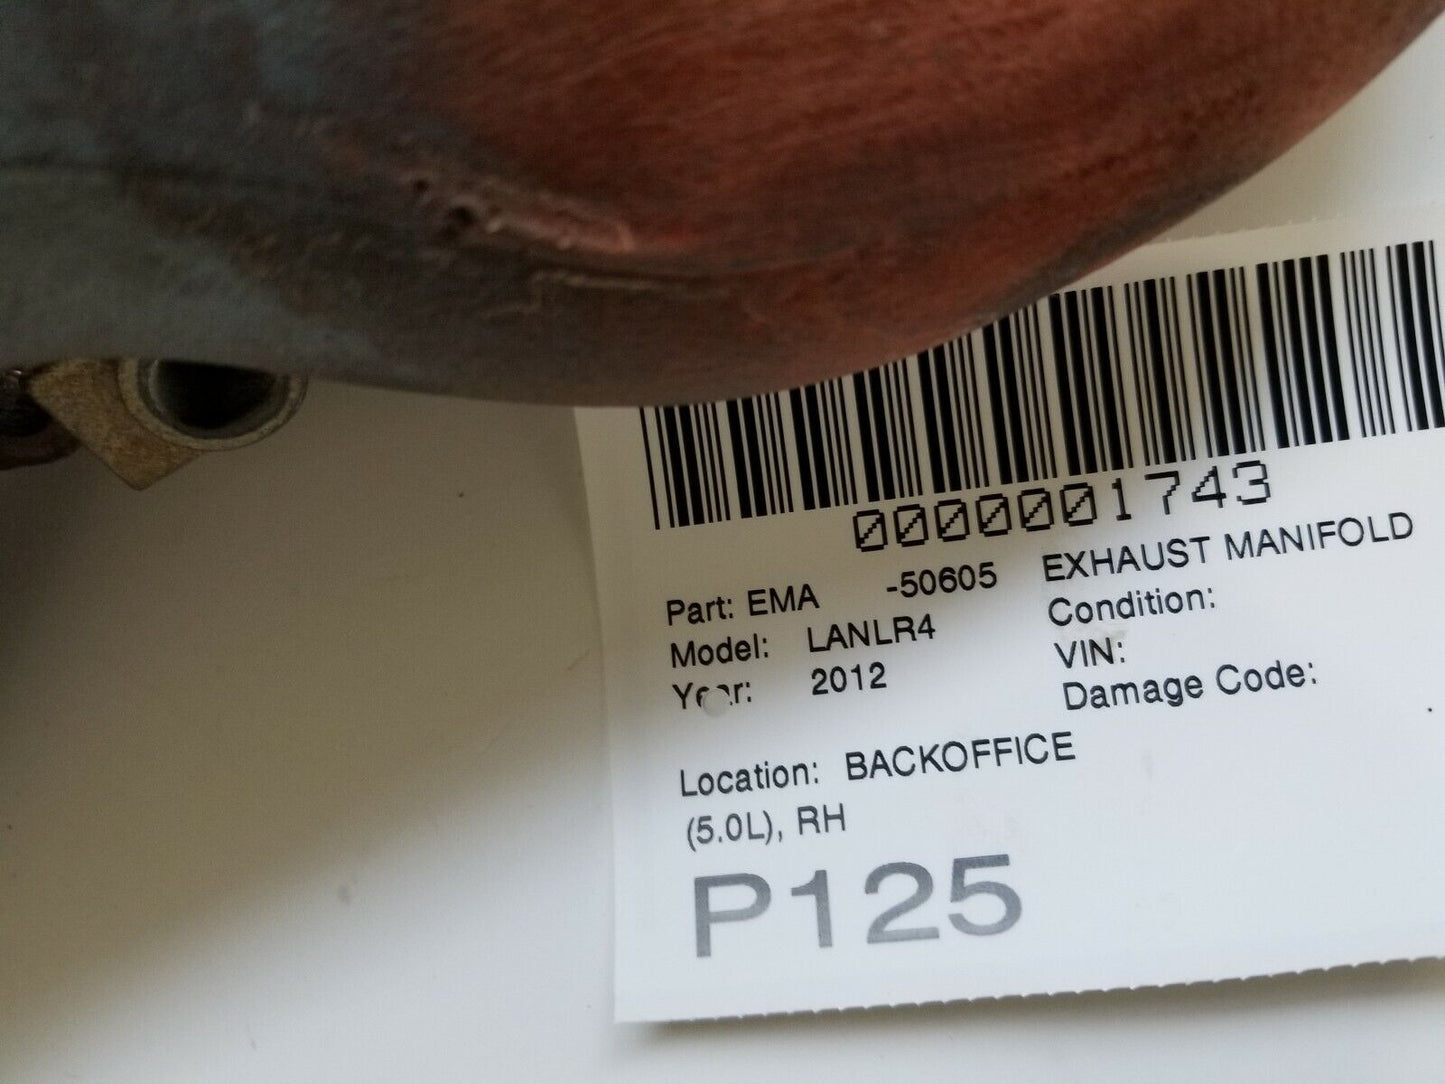 0000001743
Part: EMA -50605 EXHAUST MANIFOLD
Model: LANLR4 Condition:
Year: 2012 VIN:
Damage Code:
Location: BACKOFFICE
(5.0L), RH
P125